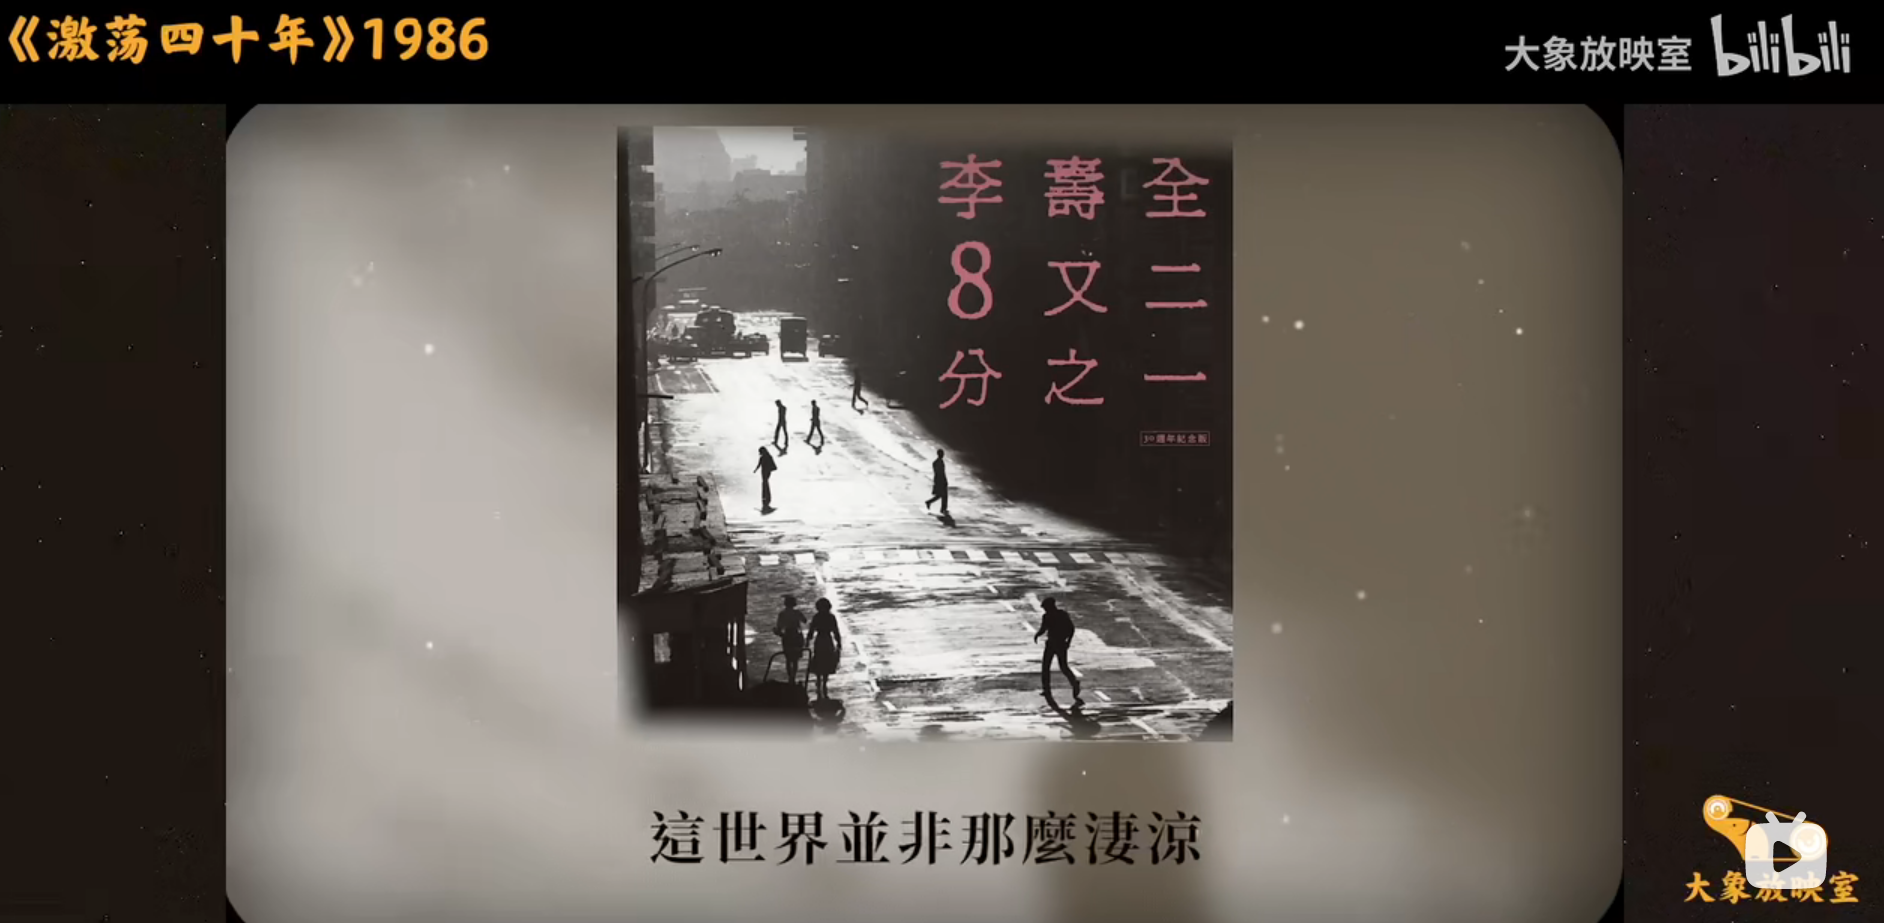 《激荡四十年》1986
大象放映室 bilibili
李 壽 全
8 又 二
分 之 一
30週年紀念版
這世界並非那麼淒涼
大象放映室